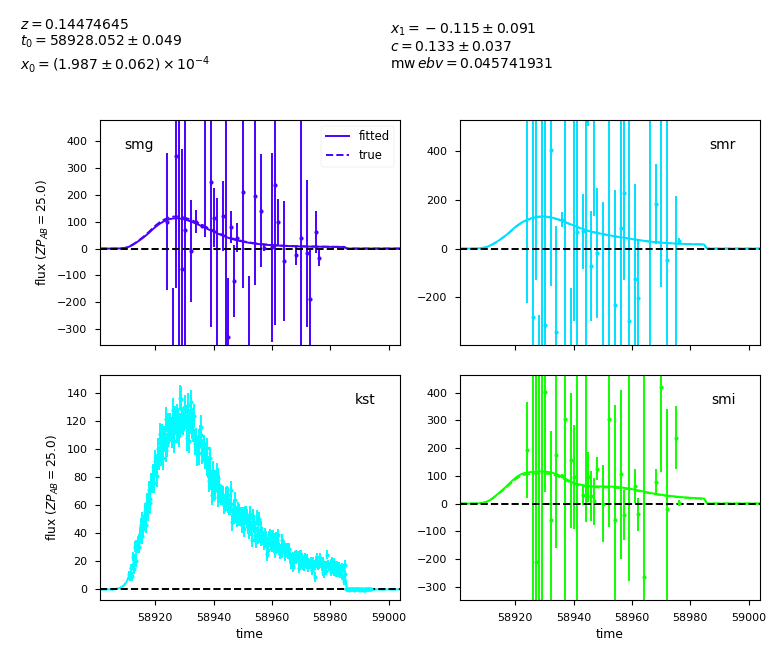 z = 0.14474645
t₀ = 58928.052 ± 0.049
x₀ = (1.987 ± 0.062) × 10⁻⁴
x₁ = −0.115 ± 0.091
c = 0.133 ± 0.037
mw ebv = 0.045741931
smg
fitted
true
400
300
200
100
0
−100
−200
−300
flux (ZP_AB = 25.0)
smr
400
200
0
−200
kst
140
120
100
80
60
40
20
0
flux (ZP_AB = 25.0)
58920 58940 58960 58980 59000
time
smi
400
300
200
100
0
−100
−200
−300
58920 58940 58960 58980 59000
time